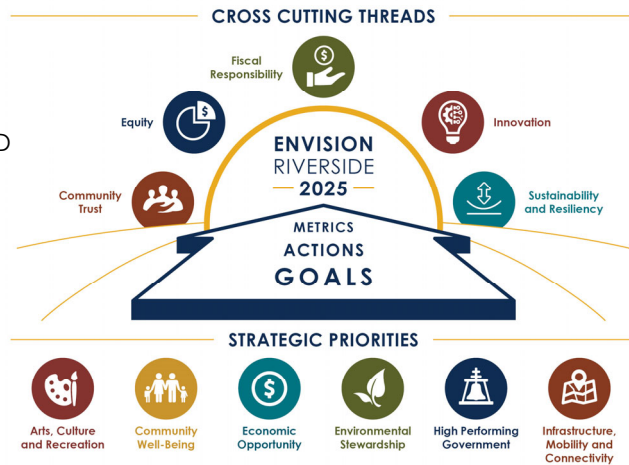 CROSS CUTTING THREADS
Fiscal
Responsibility
$
Equity
$
Innovation
D
ENVISION
RIVERSIDE
2025
Community
Trust
Sustainability
and Resiliency
METRICS
ACTIONS
GOALS
STRATEGIC PRIORITIES
$
Arts, Culture
and Recreation
Community
Well-Being
Economic
Opportunity
Environmental
Stewardship
High Performing
Government
Infrastructure,
Mobility and
Connectivity